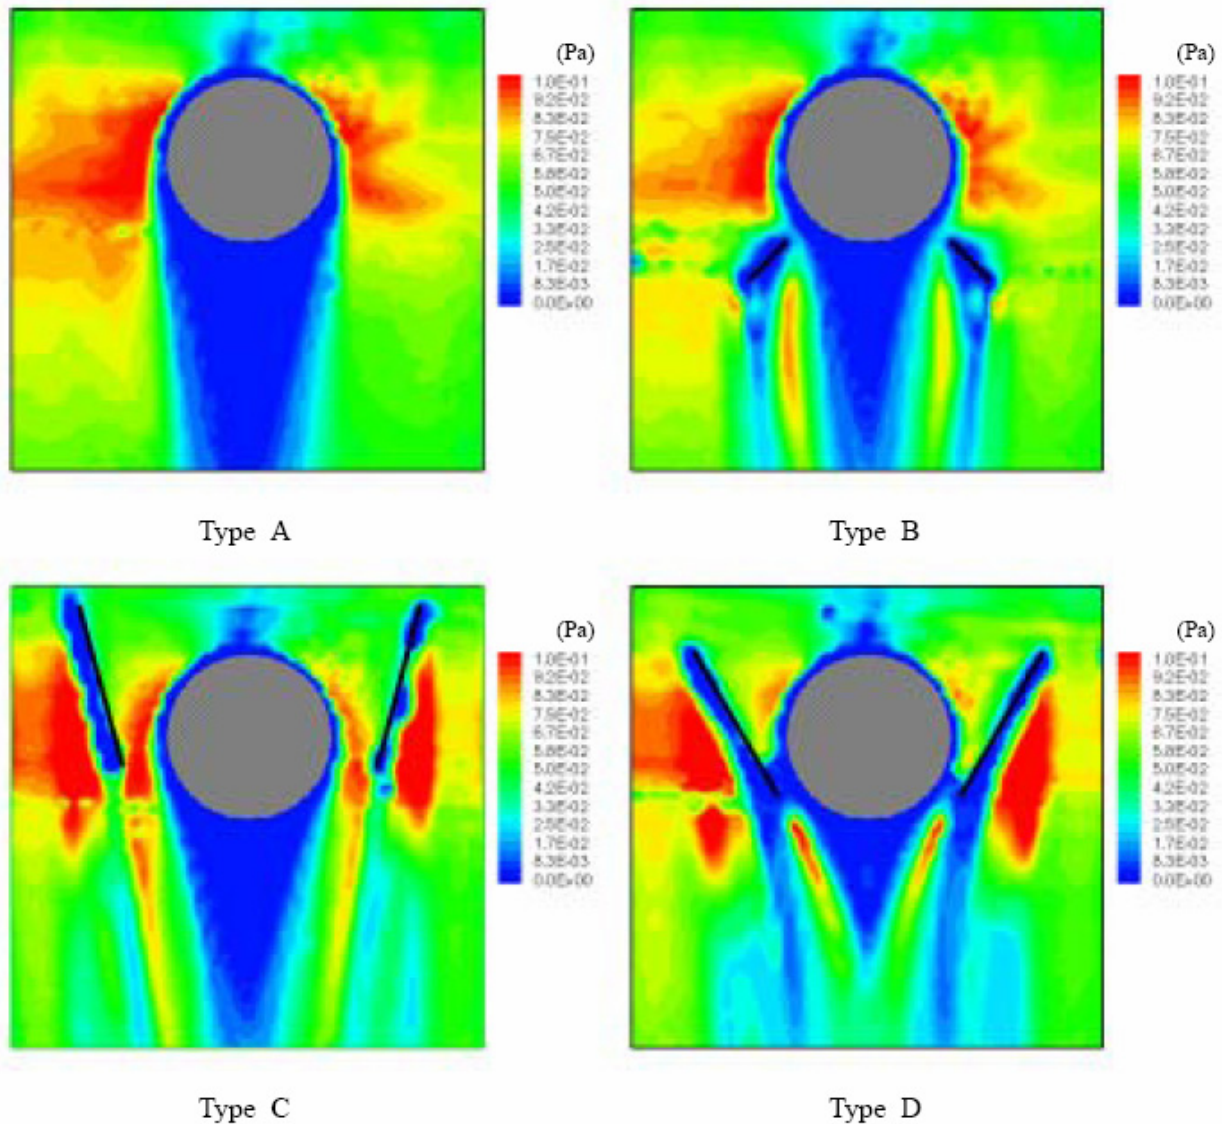 (Pa)
1.0E-01
9.2E-02
8.3E-02
7.5E-02
6.7E-02
5.8E-02
5.0E-02
4.2E-02
3.3E-02
2.5E-02
1.7E-02
8.3E-03
0.0E+00
Type A
(Pa)
1.0E-01
9.2E-02
8.3E-02
7.5E-02
6.7E-02
5.8E-02
5.0E-02
4.2E-02
3.3E-02
2.5E-02
1.7E-02
8.3E-03
0.0E+00
Type B
(Pa)
1.0E-01
9.2E-02
8.3E-02
7.5E-02
6.7E-02
5.8E-02
5.0E-02
4.2E-02
3.3E-02
2.5E-02
1.7E-02
8.3E-03
0.0E+00
Type C
(Pa)
1.0E-01
9.2E-02
8.3E-02
7.5E-02
6.7E-02
5.8E-02
5.0E-02
4.2E-02
3.3E-02
2.5E-02
1.7E-02
8.3E-03
0.0E+00
Type D